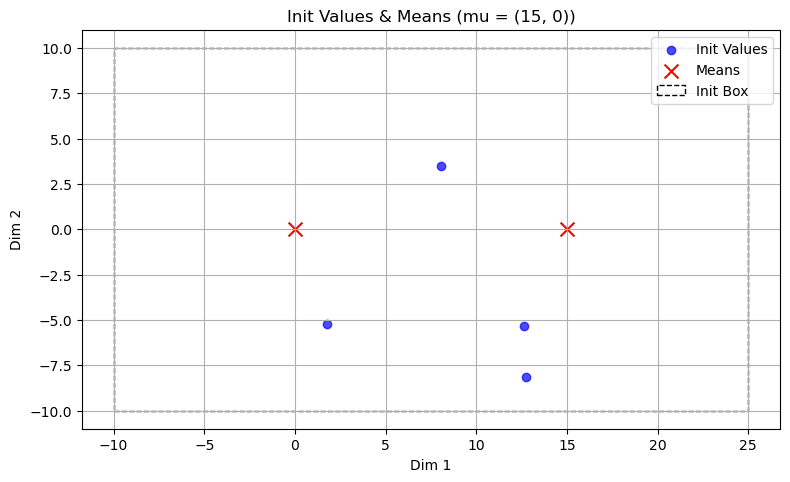 Init Values & Means (mu = (15, 0))
Init Values
Means
Init Box
10.0
7.5
5.0
2.5
0.0
−2.5
−5.0
−7.5
−10.0
Dim 2
−10
−5
0
5
10
15
20
25
Dim 1